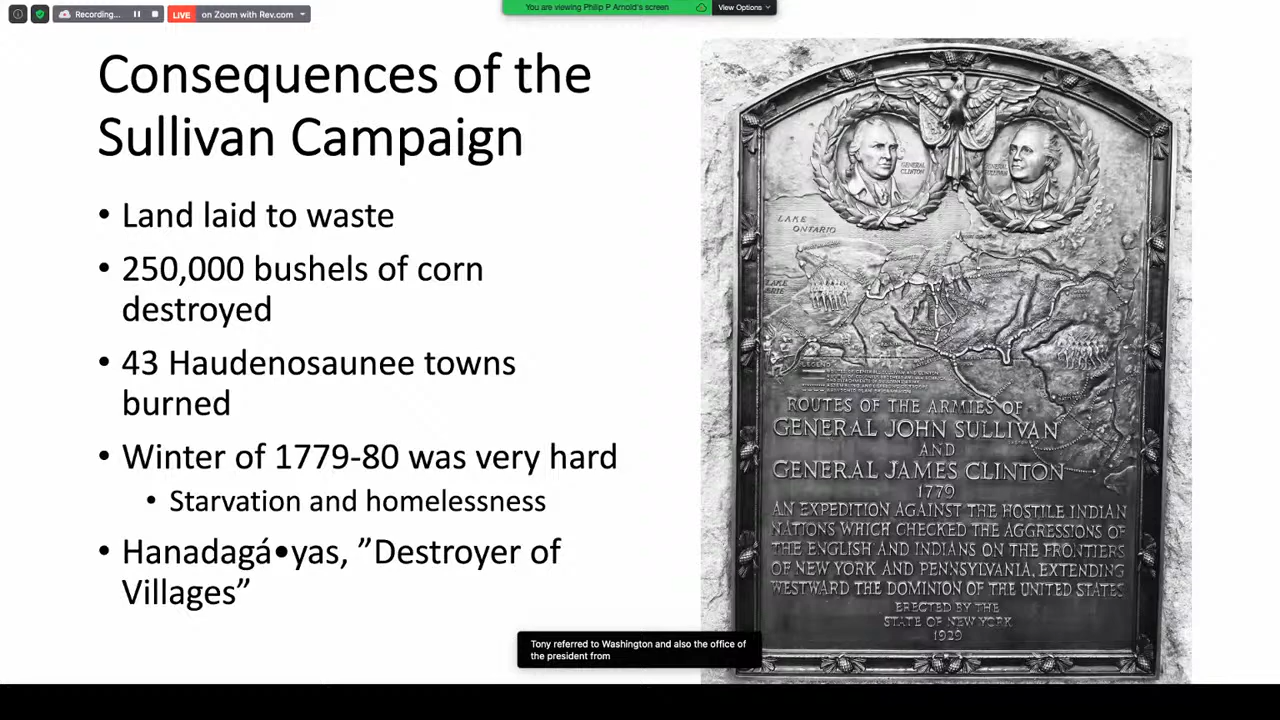 Recording...
LIVE
on Zoom with Rev.com
You are viewing Philip P Arnold's screen
View Options
Consequences of the
Sullivan Campaign
• Land laid to waste
• 250,000 bushels of corn
destroyed
• 43 Haudenosaunee towns
burned
• Winter of 1779-80 was very hard
• Starvation and homelessness
• Hanadagá•yas, ”Destroyer of
Villages”
GENERAL
CLINTON
GENERAL
SULLIVAN
LAKE
ONTARIO
LAKE
ERIE
LEGEND
ROUTES OF THE ARMIES OF
GENERAL JOHN SULLIVAN
AND
GENERAL JAMES CLINTON
1779
AN EXPEDITION AGAINST THE HOSTILE INDIAN
NATIONS WHICH CHECKED THE AGGRESSIONS OF
THE ENGLISH AND INDIANS ON THE FRONTIERS
OF NEW YORK AND PENNSYLVANIA, EXTENDING
WESTWARD THE DOMINION OF THE UNITED STATES
ERECTED BY THE
STATE OF NEW YORK
1929
Tony referred to Washington and also the office of
the president from